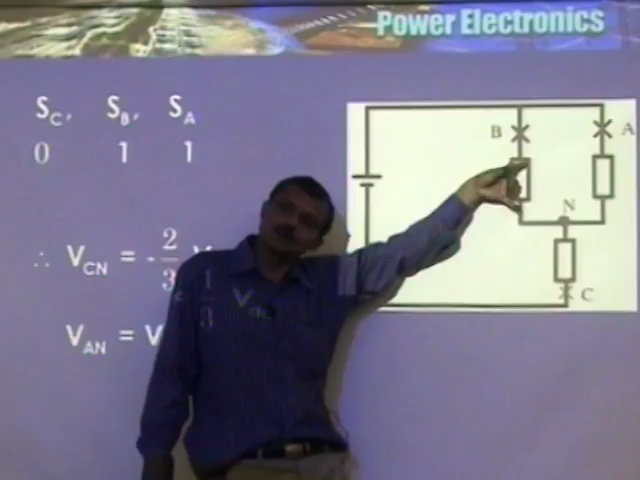 Power Electronics
S_C, S_B, S_A
0 1 1
B A
N
∴ V_CN = -2/3 V
C
1/3 V_dc
V_AN = V